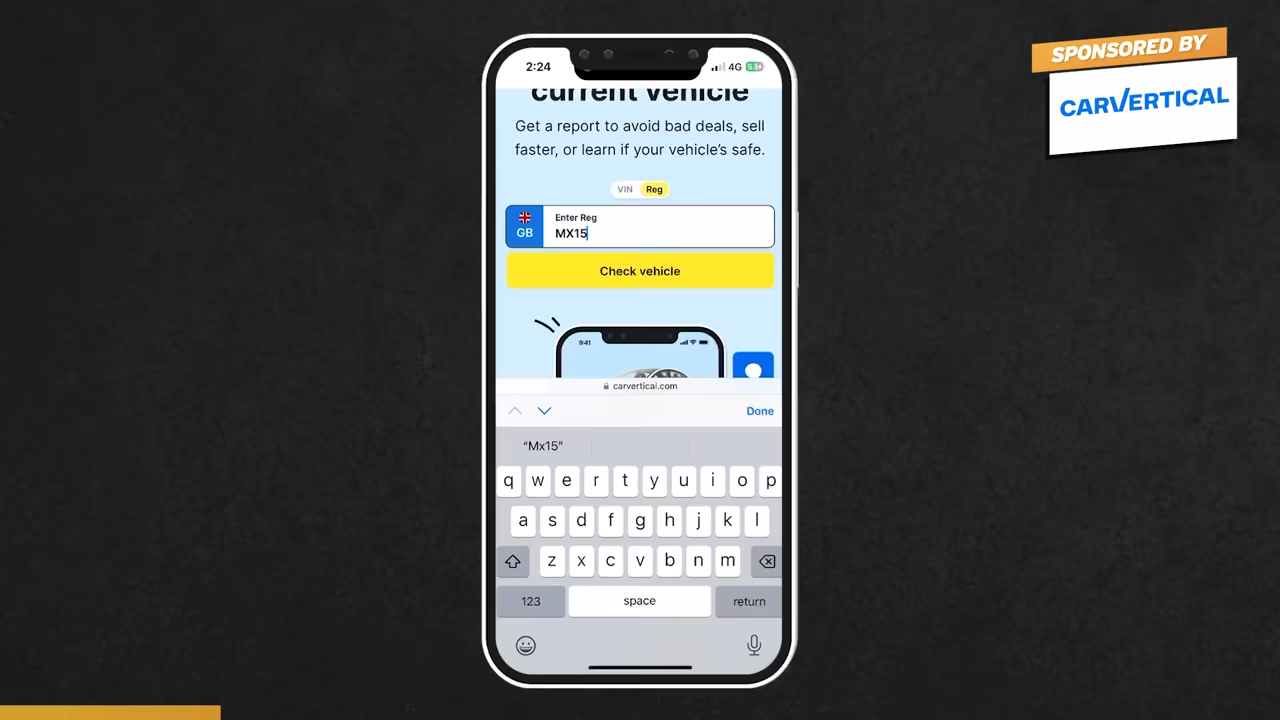 SPONSORED BY
CARVERTICAL
2:24
4G
53
current vehicle
Get a report to avoid bad deals, sell
faster, or learn if your vehicle's safe.
VIN
Reg
Enter Reg
GB
MX15
Check vehicle
9:41
carvertical.com
Done
“Mx15”
q w e r t y u i o p
a s d f g h j k l
z x c v b n m
123
space
return